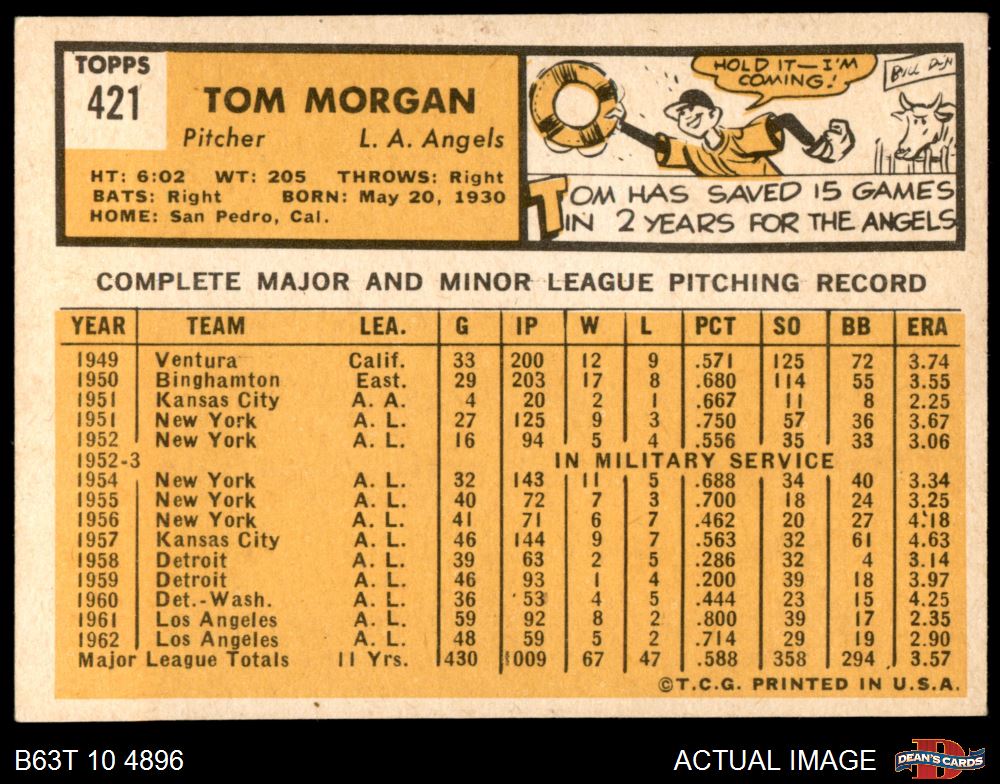 TOPPS
421
TOM MORGAN
Pitcher L. A. Angels
HT: 6:02 WT: 205 THROWS: Right
BATS: Right BORN: May 20, 1930
HOME: San Pedro, Cal.
HOLD IT—I'M
COMING!
TOM HAS SAVED 15 GAMES
IN 2 YEARS FOR THE ANGELS
COMPLETE MAJOR AND MINOR LEAGUE PITCHING RECORD
YEAR TEAM LEA. G IP W L PCT SO BB ERA
1949 Ventura Calif. 33 200 12 9 .571 125 72 3.74
1950 Binghamton East. 29 203 17 8 .680 114 55 3.55
1951 Kansas City A. A. 4 20 2 1 .667 11 8 2.25
1951 New York A. L. 27 125 9 3 .750 57 36 3.67
1952 New York A. L. 16 94 5 4 .556 35 33 3.06
1952-3 IN MILITARY SERVICE
1954 New York A. L. 32 143 11 5 .688 34 40 3.34
1955 New York A. L. 40 72 7 3 .700 18 24 3.25
1956 New York A. L. 41 71 6 7 .462 20 27 4.18
1957 Kansas City A. L. 46 144 9 7 .563 32 61 4.63
1958 Detroit A. L. 39 63 2 5 .286 32 4 3.14
1959 Detroit A. L. 46 93 1 4 .200 39 18 3.97
1960 Det.-Wash. A. L. 36 53 4 5 .444 23 15 4.25
1961 Los Angeles A. L. 59 92 8 2 .800 39 17 2.35
1962 Los Angeles A. L. 48 59 5 2 .714 29 19 2.90
Major League Totals 11 Yrs. 430 1009 67 47 .588 358 294 3.57
©T.C.G. PRINTED IN U.S.A.
B63T 10 4896 ACTUAL IMAGE
DEAN'S CARDS